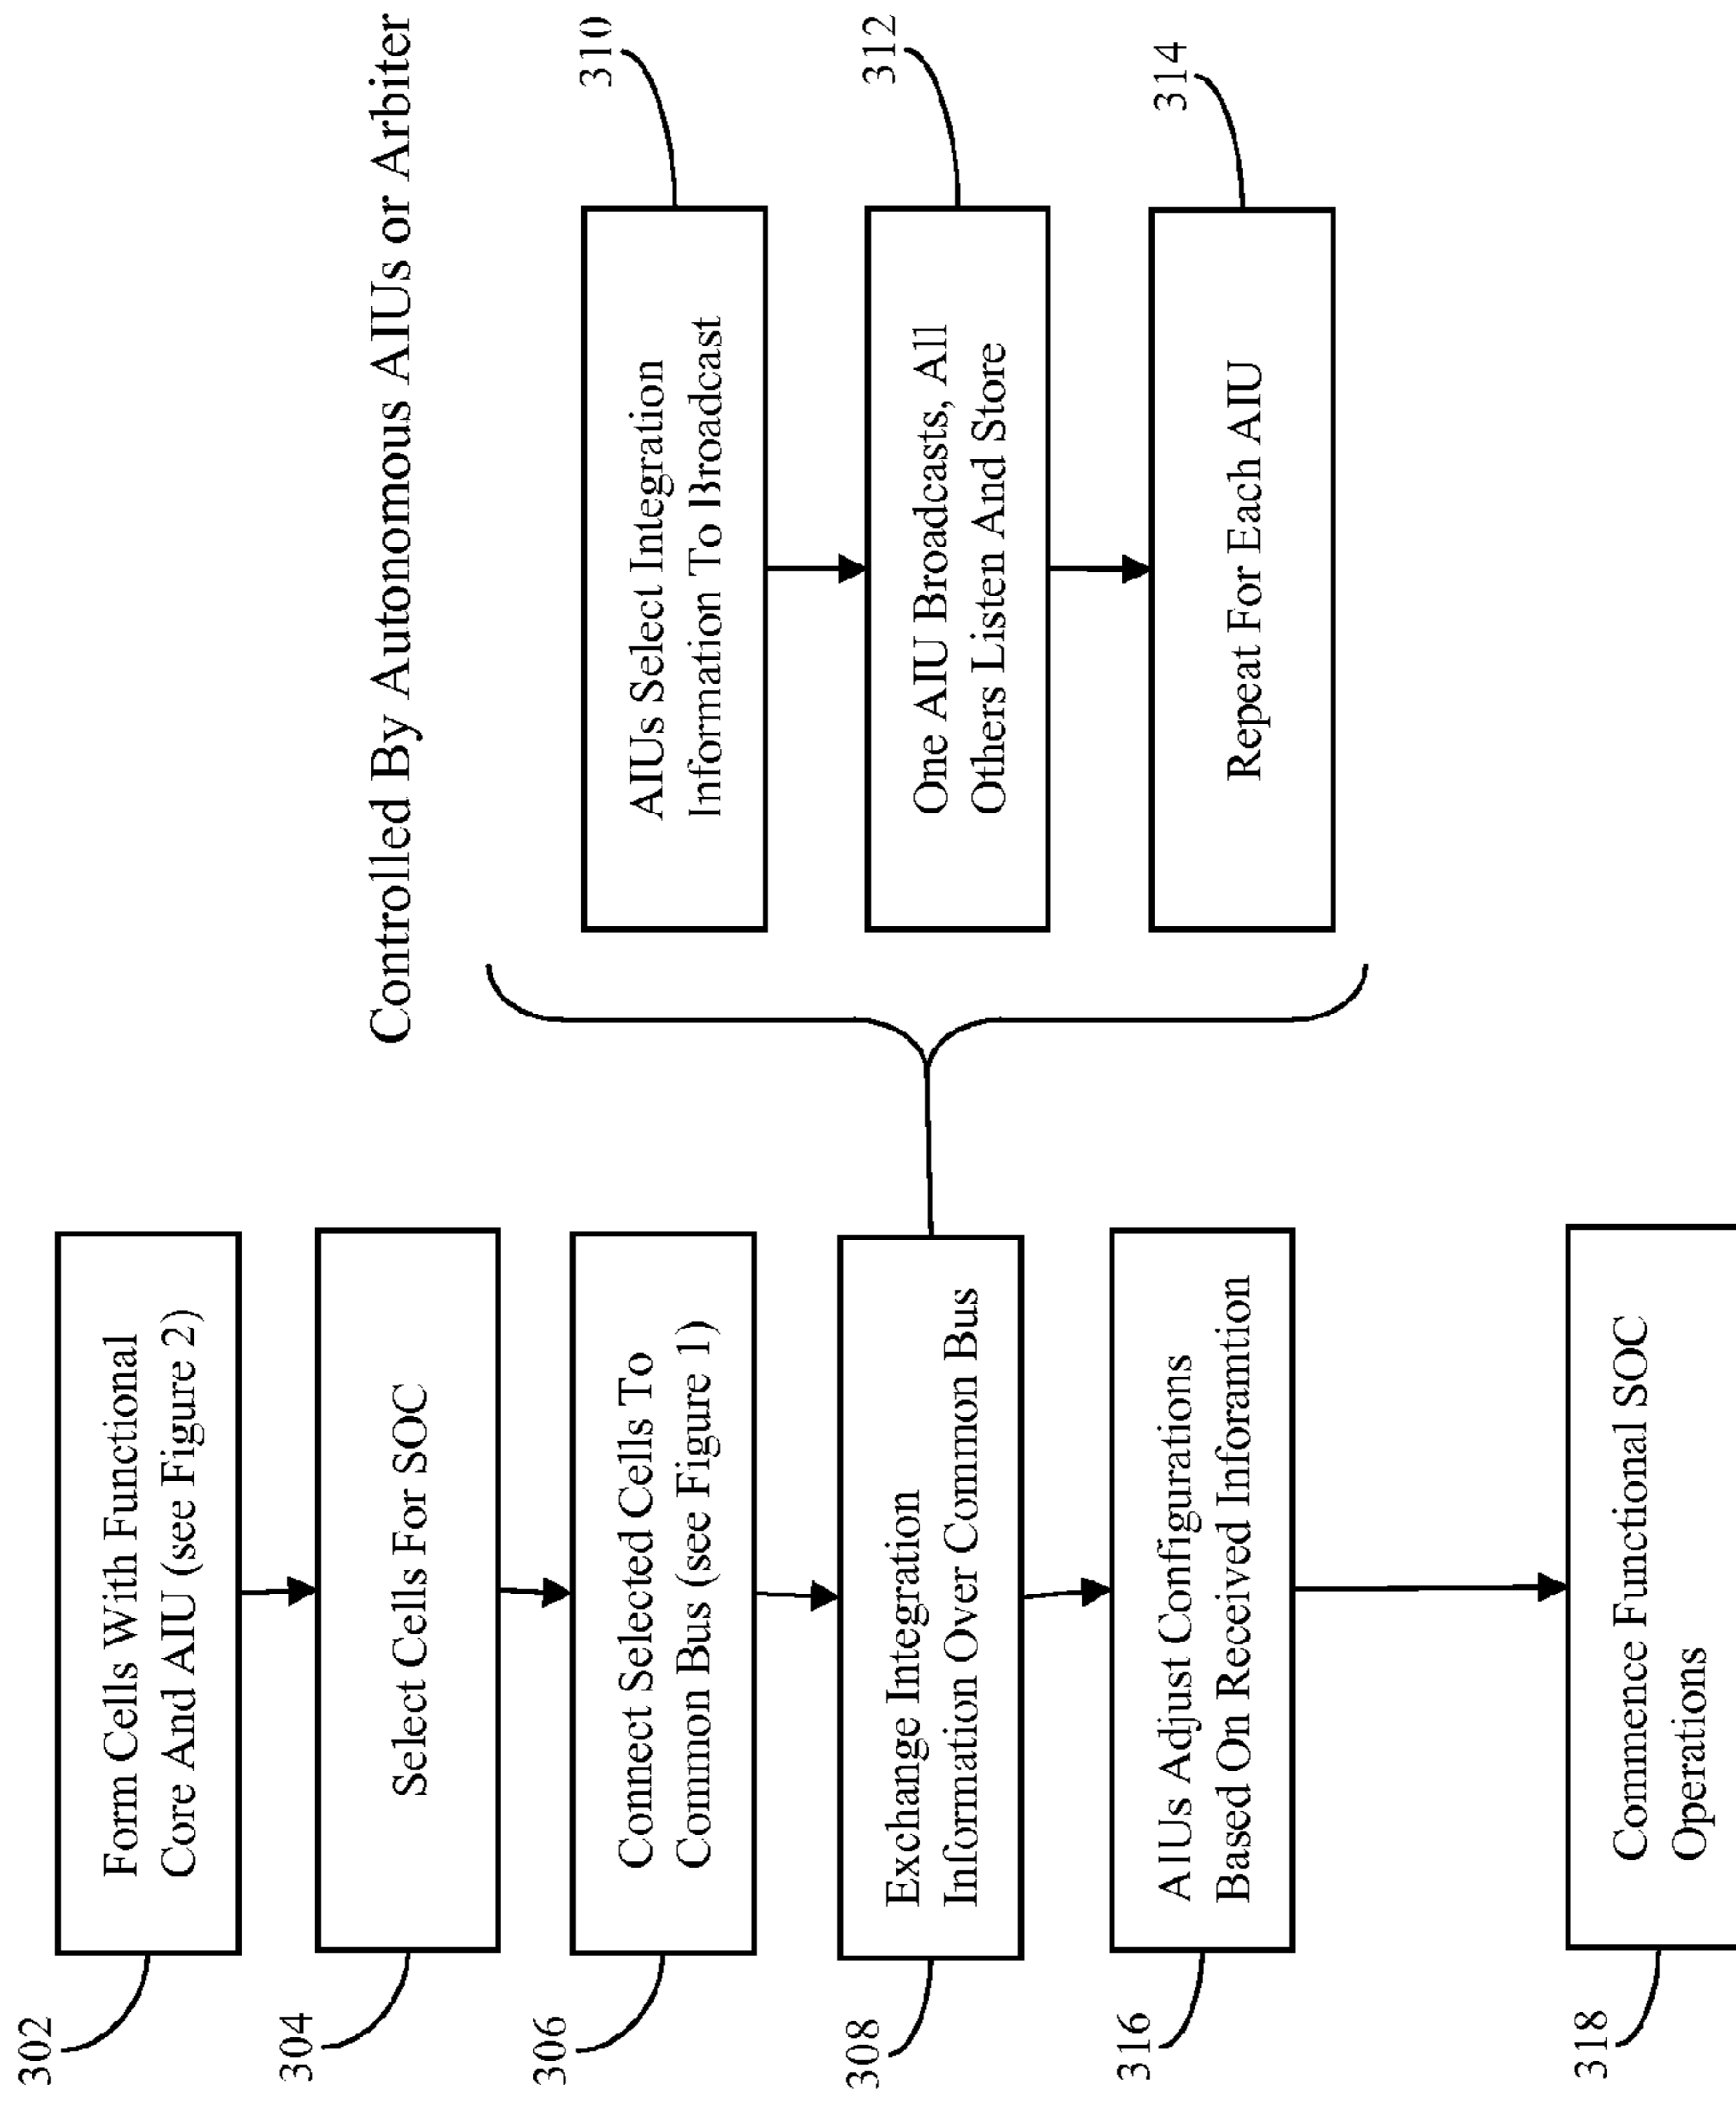 302
Form Cells With Functional
Core And AIU (see Figure 2)
304
Select Cells For SOC
306
Connect Selected Cells To
Common Bus (see Figure 1)
308
Exchange Integration
Information Over Common Bus
Controlled By Autonomous AIUs or Arbiter
310
AIUs Select Integration
Information To Broadcast
312
One AIU Broadcasts, All
Others Listen And Store
314
Repeat For Each AIU
316
AIUs Adjust Configurations
Based On Received Inforamtion
318
Commence Functional SOC
Operations